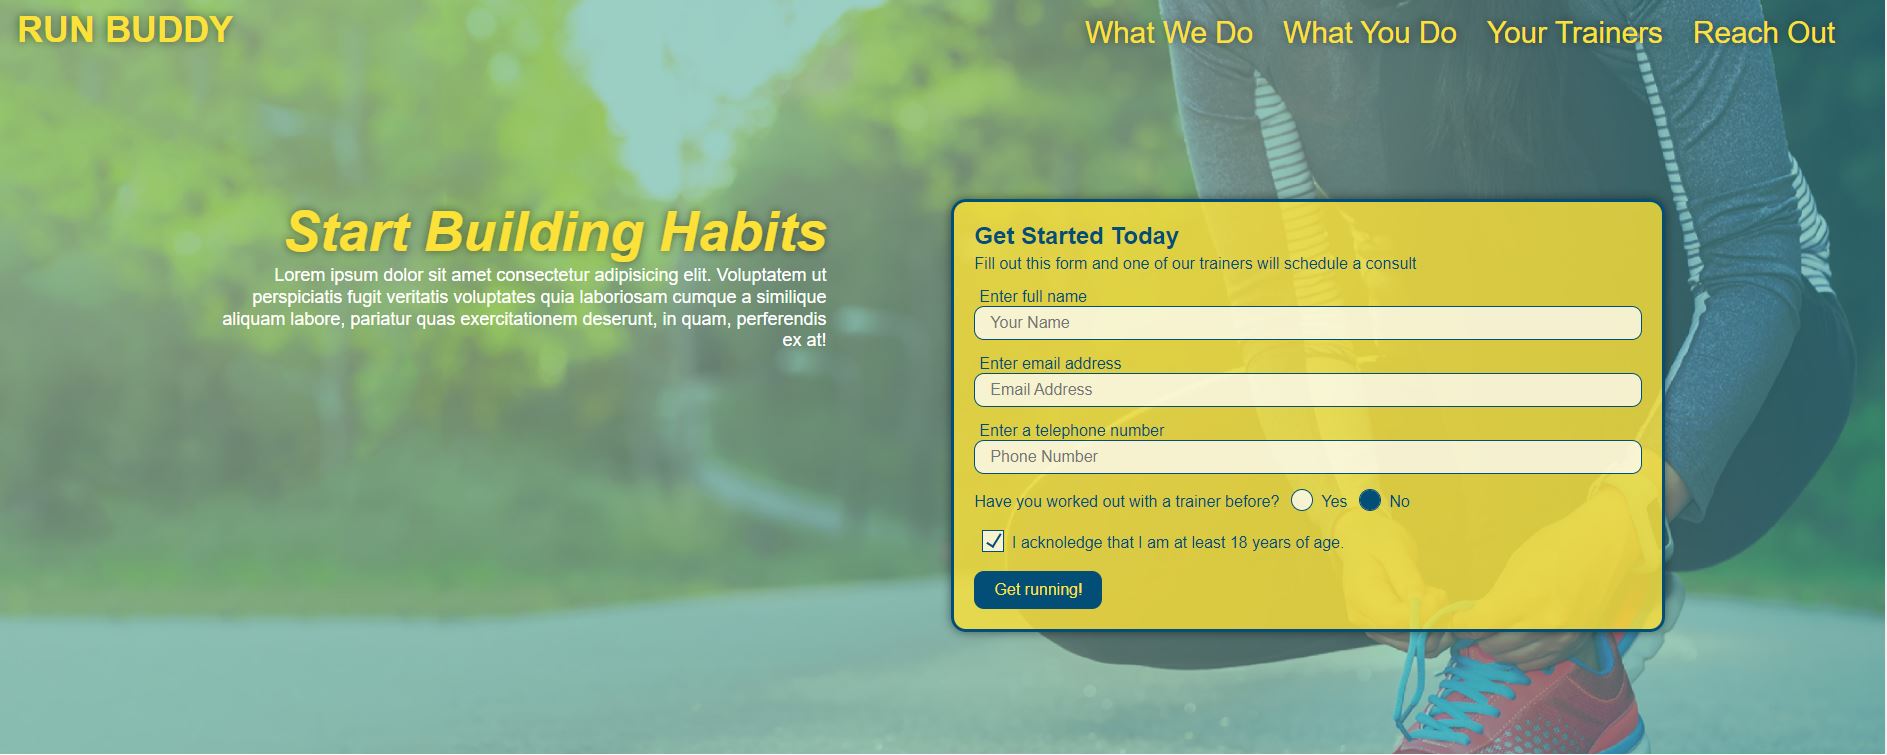 RUN BUDDY
What We Do What You Do Your Trainers Reach Out
Start Building Habits
Lorem ipsum dolor sit amet consectetur adipisicing elit. Voluptatem ut
perspiciatis fugit veritatis voluptates quia laboriosam cumque a similique
aliquam labore, pariatur quas exercitationem deserunt, in quam, perferendis
ex at!
Get Started Today
Fill out this form and one of our trainers will schedule a consult
Enter full name
Your Name
Enter email address
Email Address
Enter a telephone number
Phone Number
Have you worked out with a trainer before? Yes No
I acknoledge that I am at least 18 years of age.
Get running!